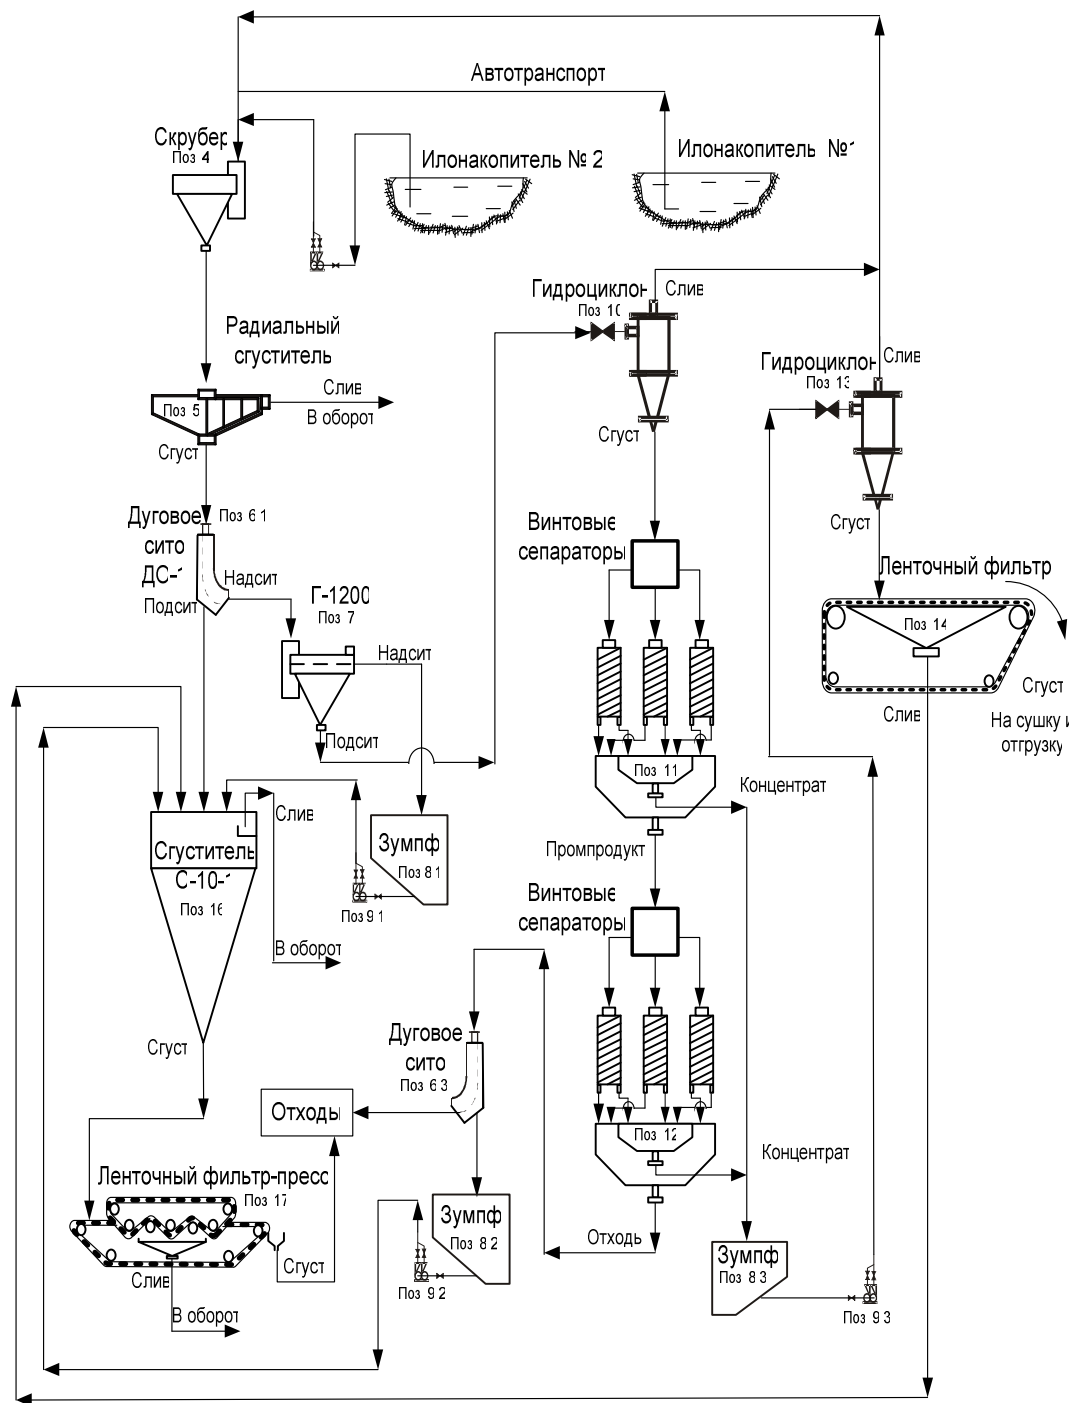 Автотранспорт
Скрубер
Поз 4
Илонакопитель № 2
Илонакопитель №1
Гидроциклон
Поз 10
Слив
Радиальный
сгуститель
Слив
В оборот
Поз 5
Сгуст
Гидроциклон
Поз 13
Слив
Сгуст
Сгуст
Дуговое
сито
ДС-1
Поз 6 1
Надсит
Подсит
Винтовые
сепараторы
Ленточный фильтр
Поз 14
Г-1200
Поз 7
Надсит
Подсит
Сгуст
Слив
На сушку и
отгрузку
Поз 11
Концентрат
Промпродукт
Слив
Сгуститель
С-10-1
Поз 16
Зумпф
Поз 8 1
Поз 9 1
В оборот
Винтовые
сепараторы
Сгуст
Дуговое
сито
Поз 6 3
Отходы
Поз 12
Концентрат
Ленточный фильтр-пресс
Поз 17
Зумпф
Поз 8 2
Отходы
Зумпф
Поз 8 3
Слив
Сгуст
Поз 9 2
В оборот
Поз 9 3